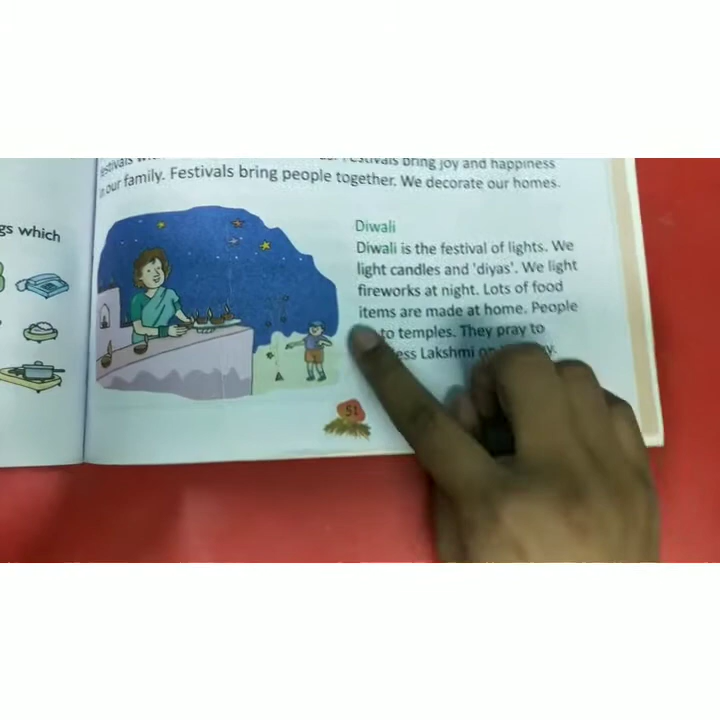 festivals bring joy and happiness
in our family. Festivals bring people together. We decorate our homes.
gs which
Diwali
Diwali is the festival of lights. We
light candles and 'diyas'. We light
fireworks at night. Lots of food
items are made at home. People
to temples. They pray to
ess Lakshmi
51